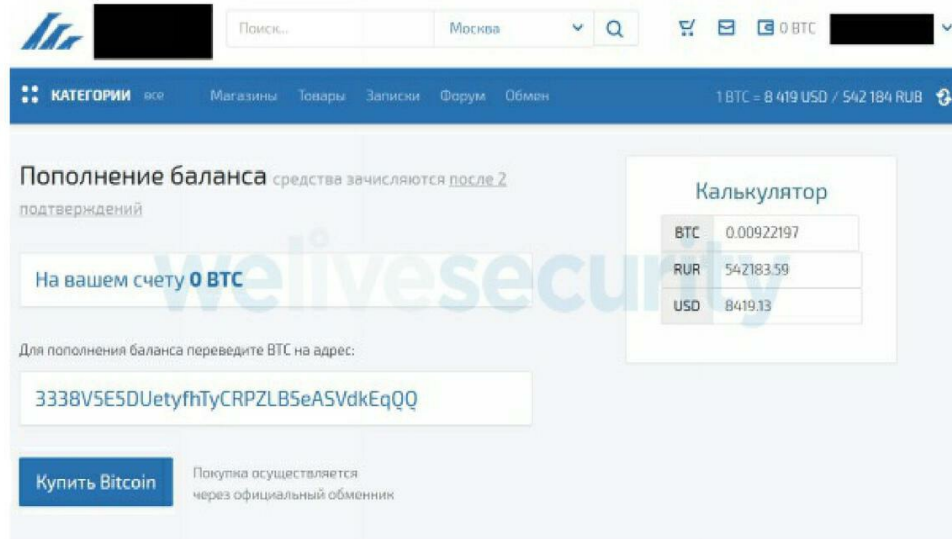 Поиск... Москва 0 BTC
КАТЕГОРИИ все Магазины Товары Записки Форум Обмен 1 BTC = 8 419 USD / 542 184 RUB
Пополнение баланса средства зачисляются после 2
подтверждений
На вашем счету 0 BTC
Для пополнения баланса переведите BTC на адрес:
3338V5E5DUetyfhTyCRPZLB5eASVdkEqQQ
Купить Bitcoin
Покупка осуществляется
через официальный обменник
Калькулятор
BTC 0.00922197
RUR 542183.59
USD 8419.13
welivesecurity